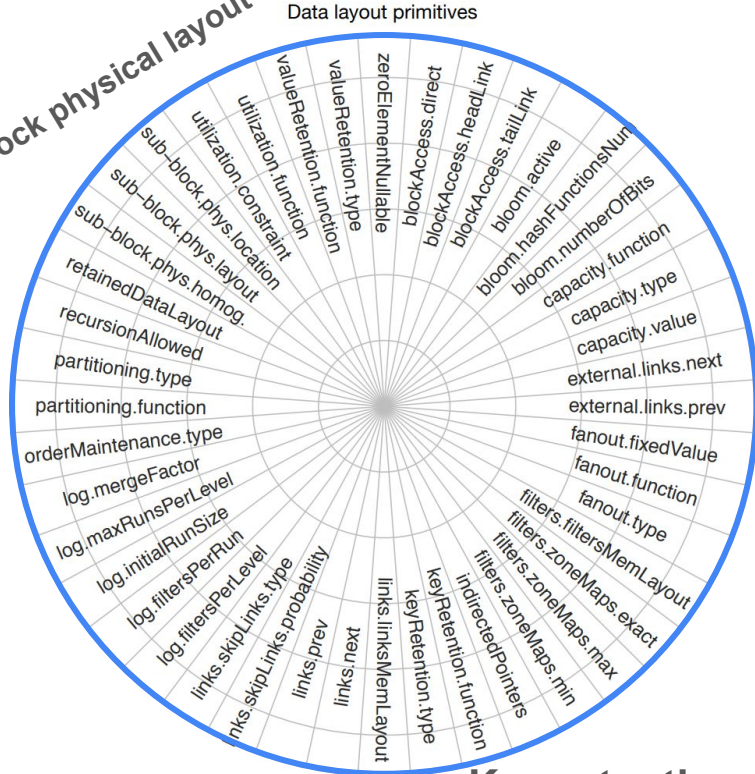 Data layout primitives
ock physical layout
zeroElementNullable
blockAccess.direct
blockAccess.headLink
blockAccess.tailLink
bloom.active
bloom.hashFunctionsNum
bloom.numberOfBits
capacity.function
capacity.type
capacity.value
external.links.next
external.links.prev
fanout.fixedValue
fanout.function
fanout.type
filters.filtersMemLayout
filters.zoneMaps.exact
filters.zoneMaps.max
filters.zoneMaps.min
indirectedPointers
keyRetention.function
keyRetention.type
links.linksMemLayout
links.next
links.prev
links.skipLinks.probability
links.skipLinks.type
log.filtersPerLevel
log.filtersPerRun
log.initialRunSize
log.maxRunsPerLevel
log.mergeFactor
orderMaintenance.type
partitioning.function
partitioning.type
recursionAllowed
retainedDataLayout
sub-block.phys.homog.
sub-block.phys.layout
sub-block.phys.location
utilization.constraint
utilization.function
valueRetention.function
valueRetention.type